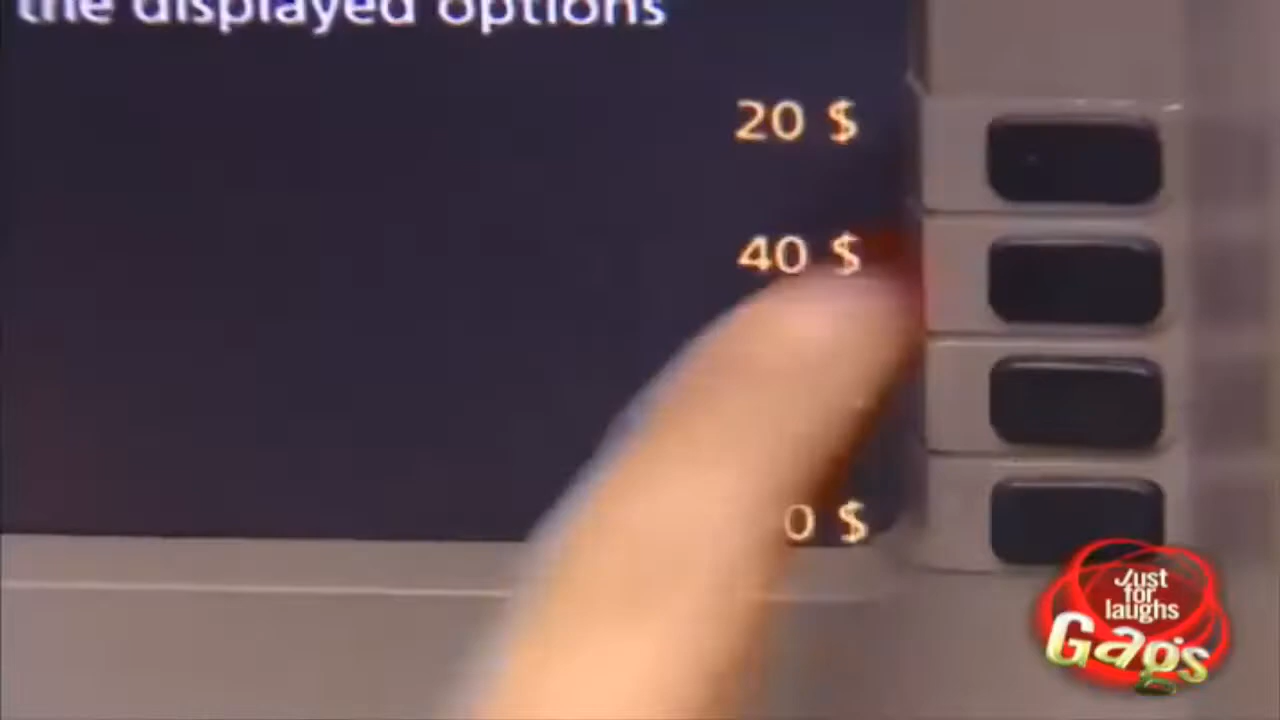 the displayed options
20 $
40 $
0 $
Just
for
laughs
Gags